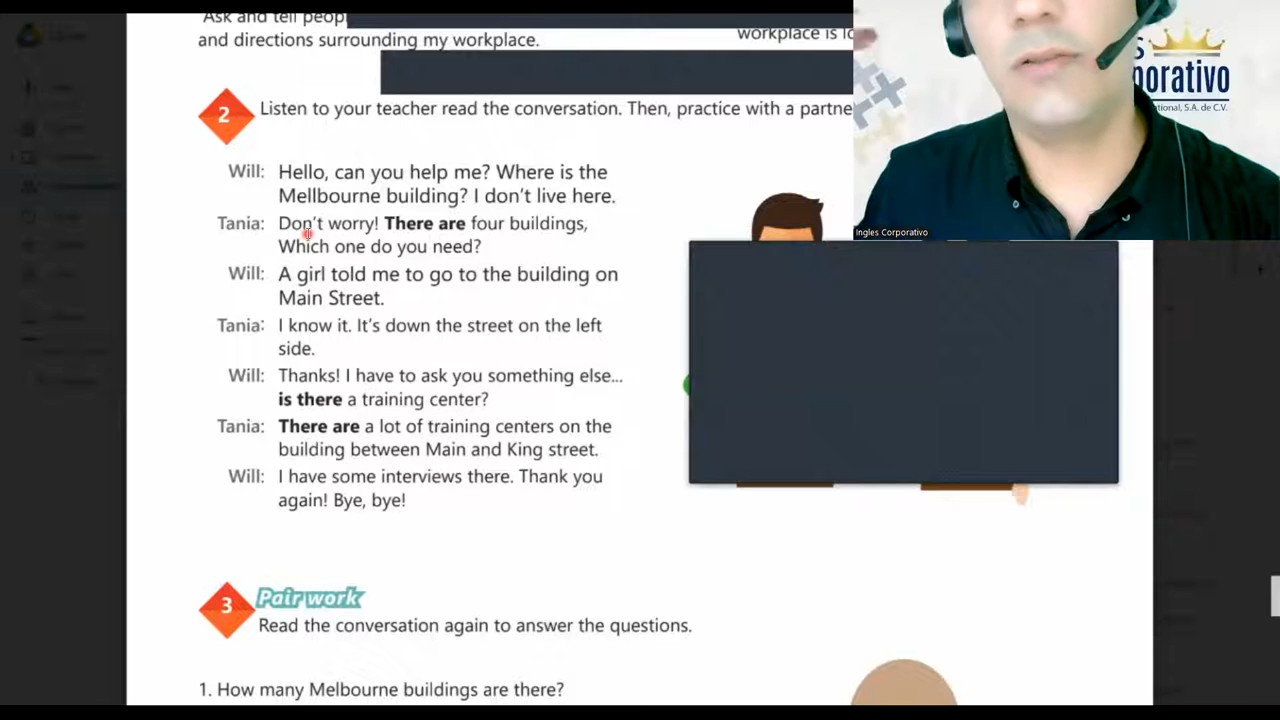 Ask and tell
and directions surrounding my workplace.
workplace is
2
Listen to your teacher read the conversation. Then, practice with a partne
Will: Hello, can you help me? Where is the
Mellbourne building? I don't live here.
Tania: Don't worry! There are four buildings,
Which one do you need?
Will: A girl told me to go to the building on
Main Street.
Tania: I know it. It's down the street on the left
side.
Will: Thanks! I have to ask you something else...
is there a training center?
Tania: There are a lot of training centers on the
building between Main and King street.
Will: I have some interviews there. Thank you
again! Bye, bye!
3
Pair work
Read the conversation again to answer the questions.
1. How many Melbourne buildings are there?
s
porativo
ational, S.A. de C.V.
Ingles Corporativo